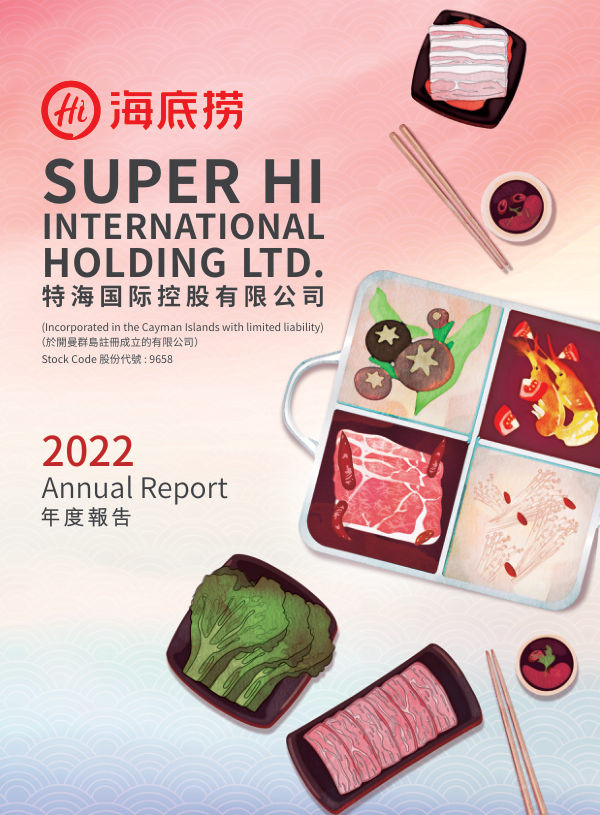 Hi 海底捞
SUPER HI
INTERNATIONAL
HOLDING LTD.
特海国际控股有限公司
(Incorporated in the Cayman Islands with limited liability)
(於開曼群島註冊成立的有限公司)
Stock Code 股份代號 : 9658
2022
Annual Report
年度報告